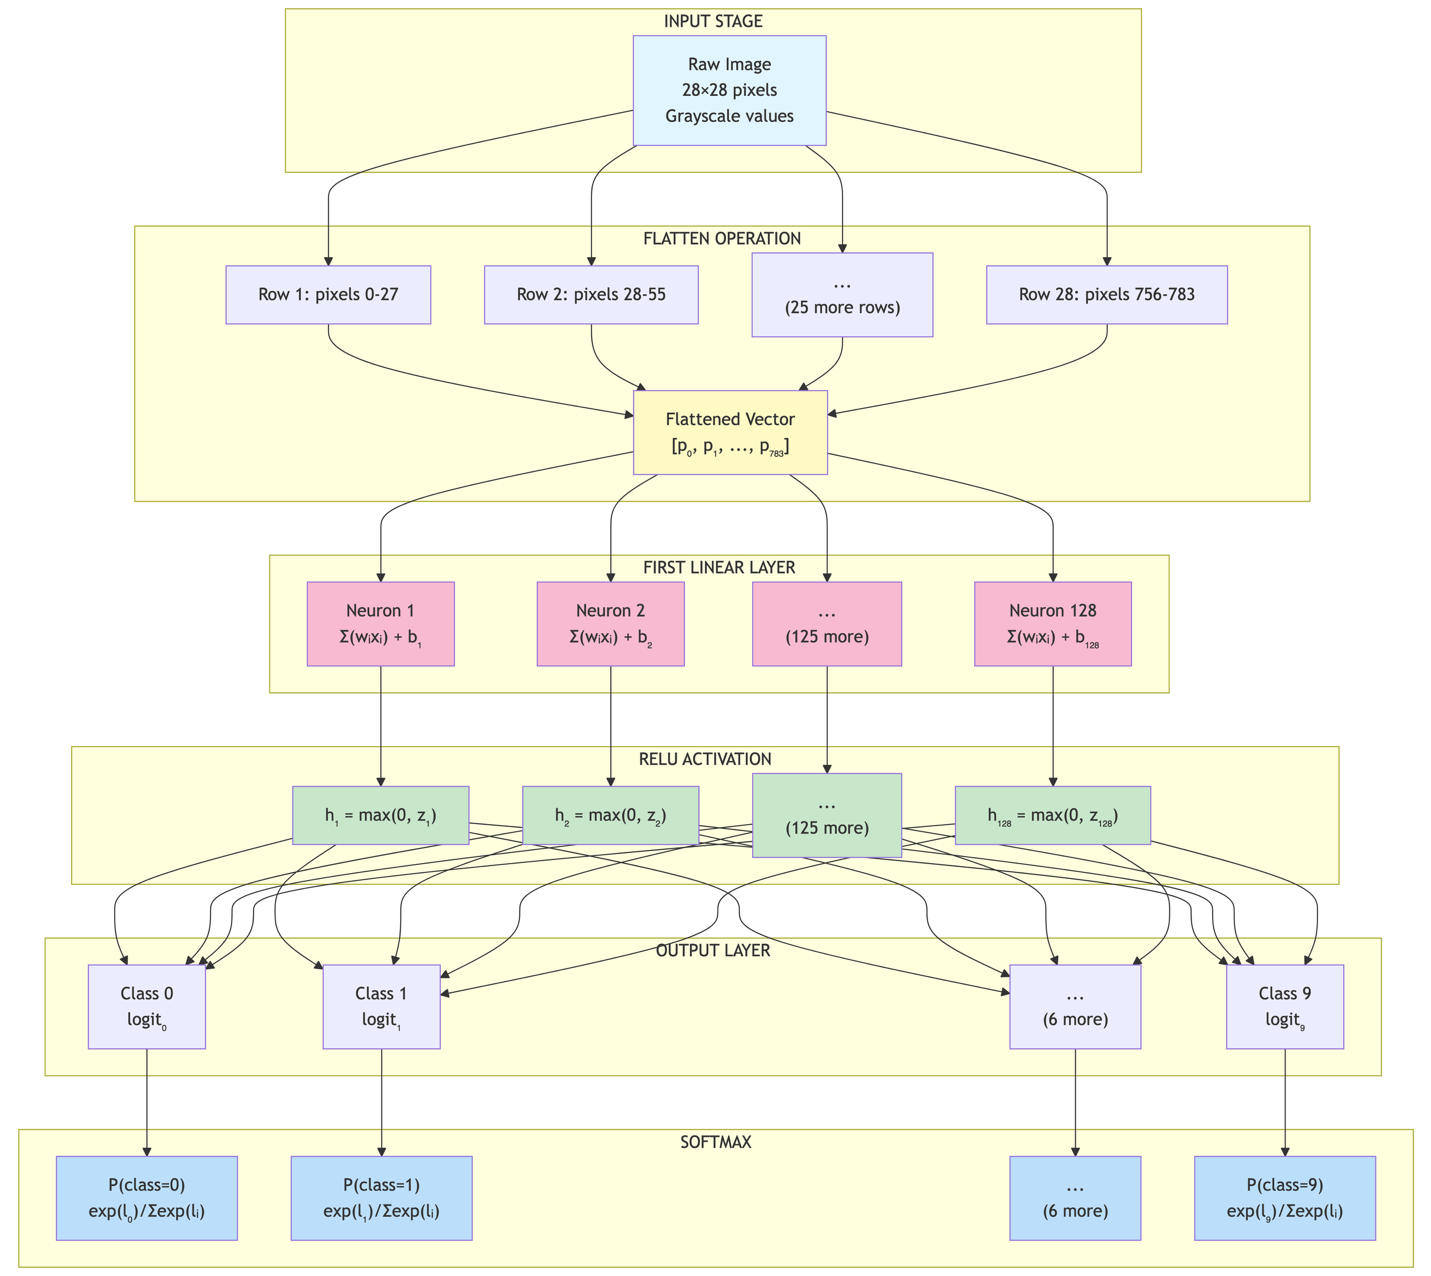 INPUT STAGE
Raw Image
28×28 pixels
Grayscale values
FLATTEN OPERATION
Row 1: pixels 0-27
Row 2: pixels 28-55
...
(25 more rows)
Row 28: pixels 756-783
Flattened Vector
[p₀, p₁, ..., p₇₈₃]
FIRST LINEAR LAYER
Neuron 1
Σ(wᵢxᵢ) + b₁
Neuron 2
Σ(wᵢxᵢ) + b₂
...
(125 more)
Neuron 128
Σ(wᵢxᵢ) + b₁₂₈
RELU ACTIVATION
h₁ = max(0, z₁)
h₂ = max(0, z₂)
...
(125 more)
h₁₂₈ = max(0, z₁₂₈)
OUTPUT LAYER
Class 0
logit₀
Class 1
logit₁
...
(6 more)
Class 9
logit₉
SOFTMAX
P(class=0)
exp(l₀)/Σexp(lᵢ)
P(class=1)
exp(l₁)/Σexp(lᵢ)
...
(6 more)
P(class=9)
exp(l₉)/Σexp(lᵢ)